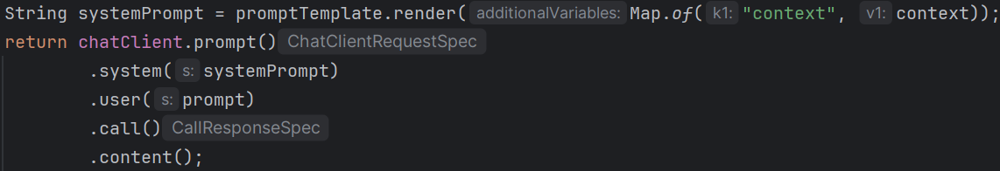 String systemPrompt = promptTemplate.render( additionalVariables: Map.of( k1: "context", v1: context));
return chatClient.prompt() ChatClientRequestSpec
.system( s: systemPrompt)
.user( s: prompt)
.call() CallResponseSpec
.content();